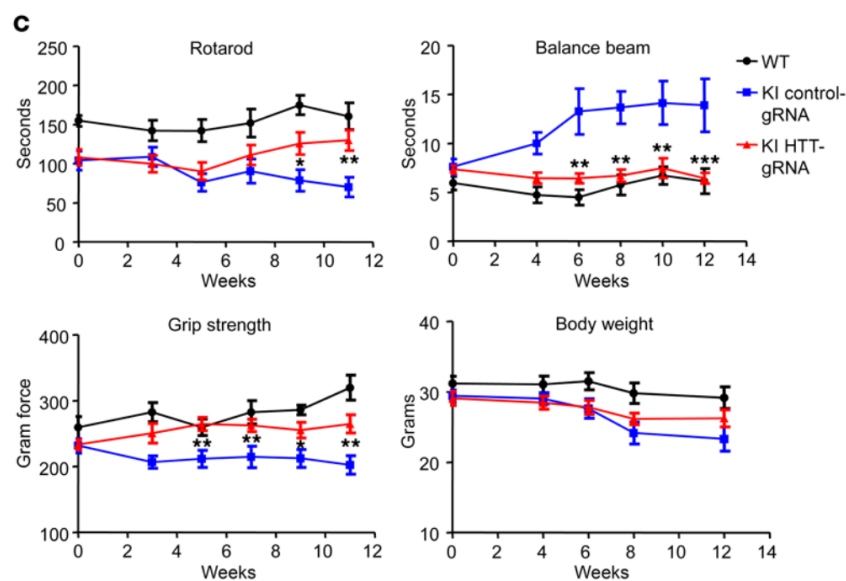 C
Rotarod
250
200
150
100
50
0
Seconds
0 2 4 6 8 10 12
Weeks
* **
Balance beam
20
15
10
5
0
Seconds
0 2 4 6 8 10 12 14
Weeks
** ** ** ***
WT
KI control-
gRNA
KI HTT-
gRNA
Grip strength
400
300
200
100
Gram force
0 2 4 6 8 10 12
Weeks
** ** * **
Body weight
40
30
20
10
Grams
0 2 4 6 8 10 12 14
Weeks